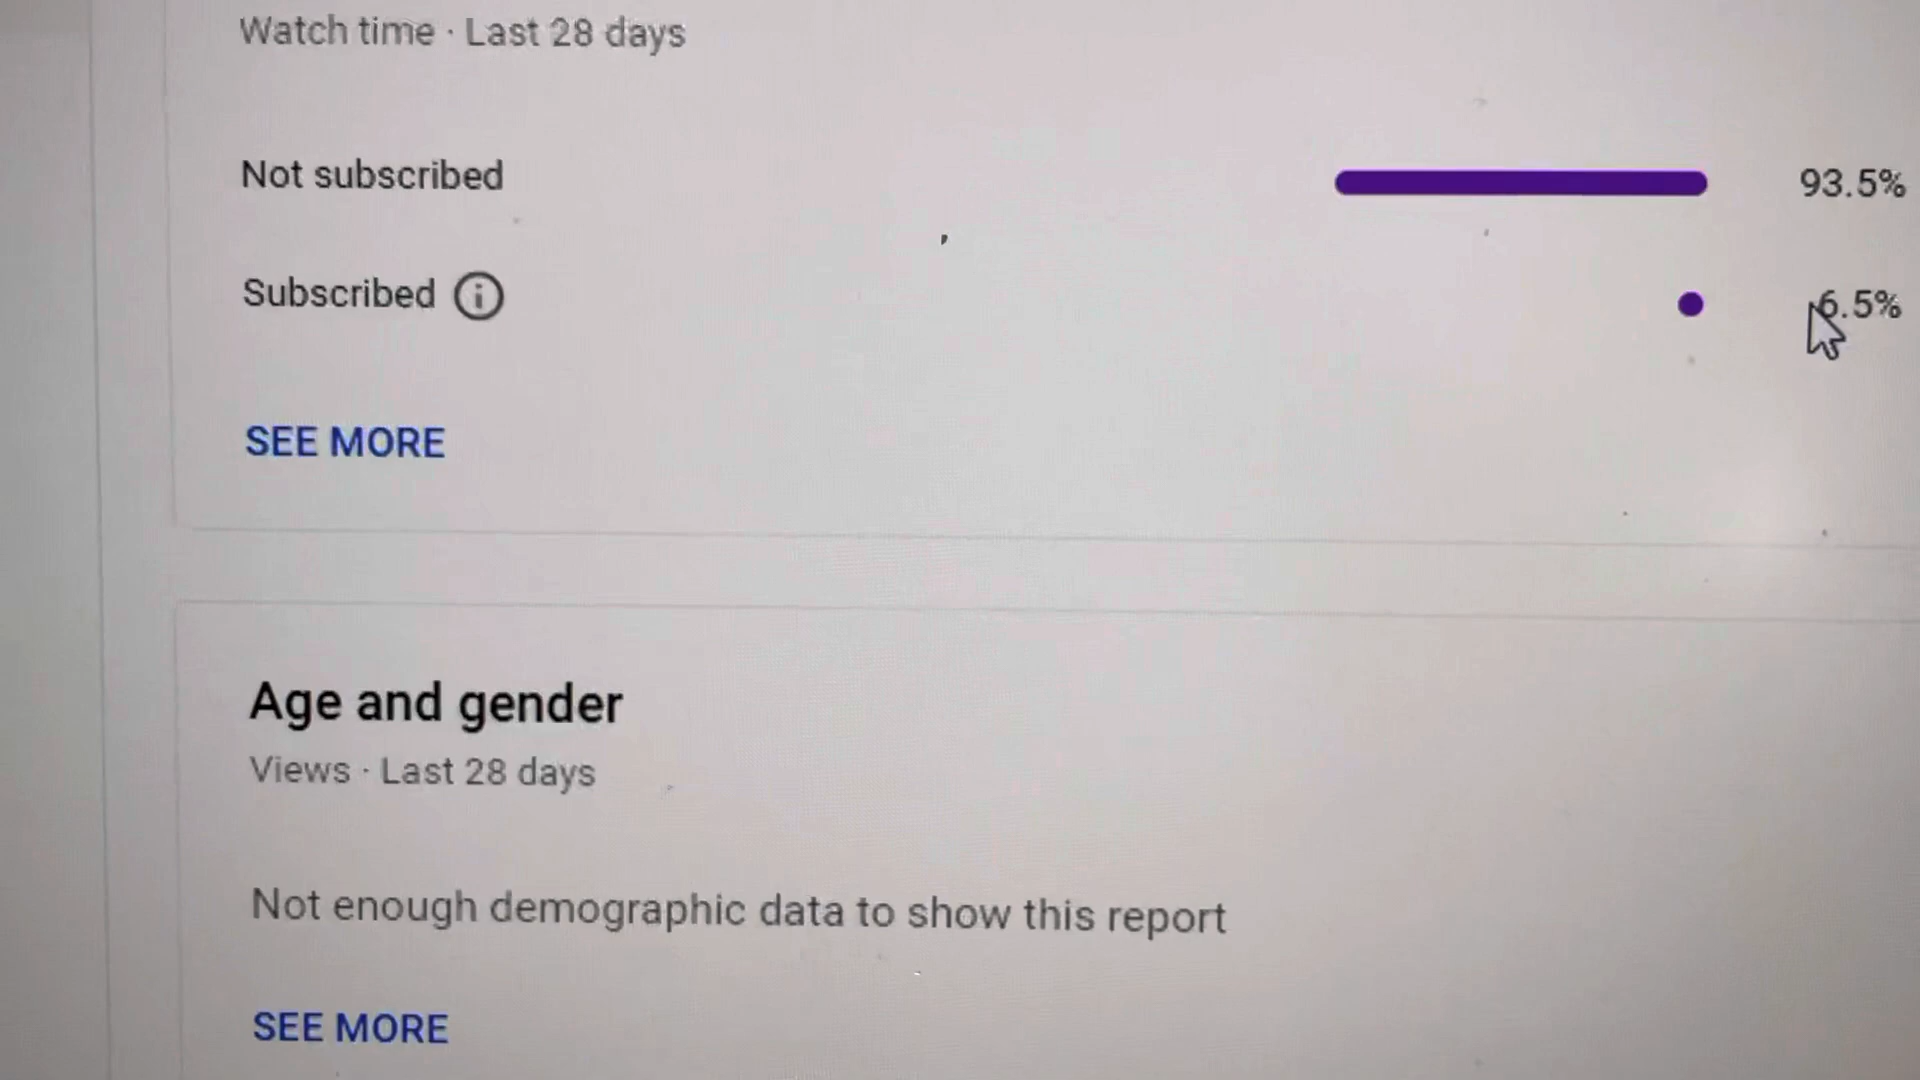 Watch time · Last 28 days
Not subscribed 93.5%
Subscribed 6.5%
SEE MORE
Age and gender
Views · Last 28 days
Not enough demographic data to show this report
SEE MORE